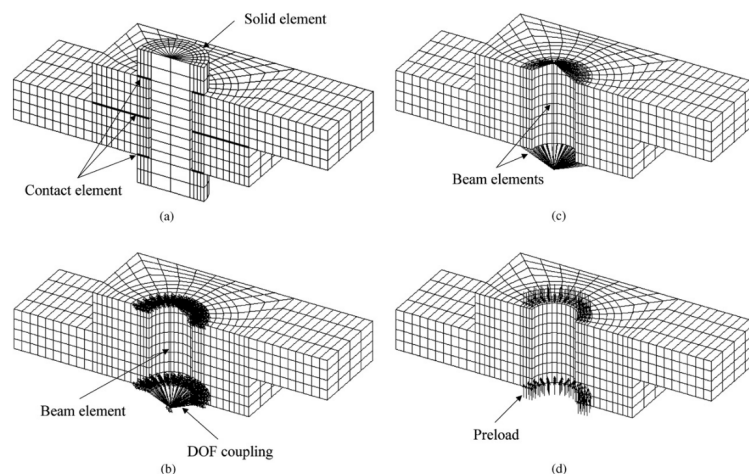 Solid element
Contact element
(a)
Beam elements
(c)
Beam element
DOF coupling
(b)
Preload
(d)